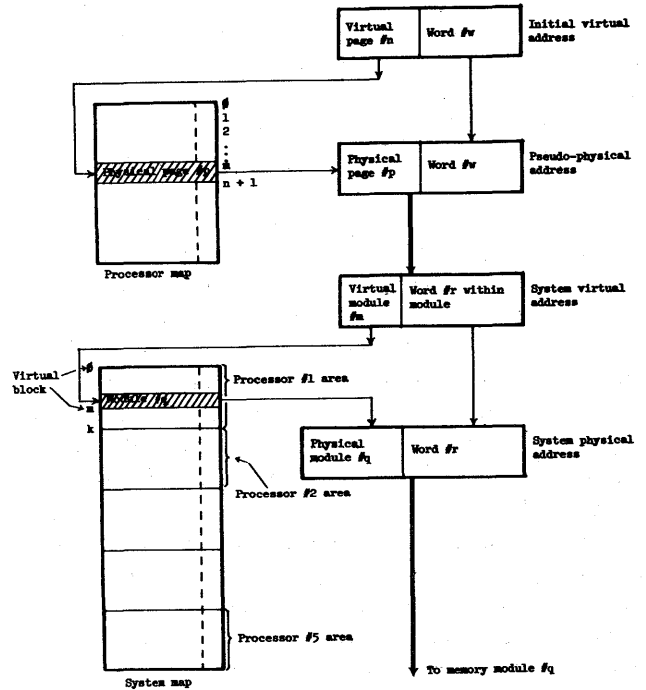 Virtual page #n
Word #w
Initial virtual address
Ø
1
2
.
.
Physical page #p
n + 1
Processor map
Physical page #p
Word #w
Pseudo-physical address
Virtual module #m
Word #r within module
System virtual address
Virtual block
Ø
Processor #1 area
Module #q
m
k
Physical module #q
Word #r
System physical address
Processor #2 area
Processor #5 area
To memory module #q
System map